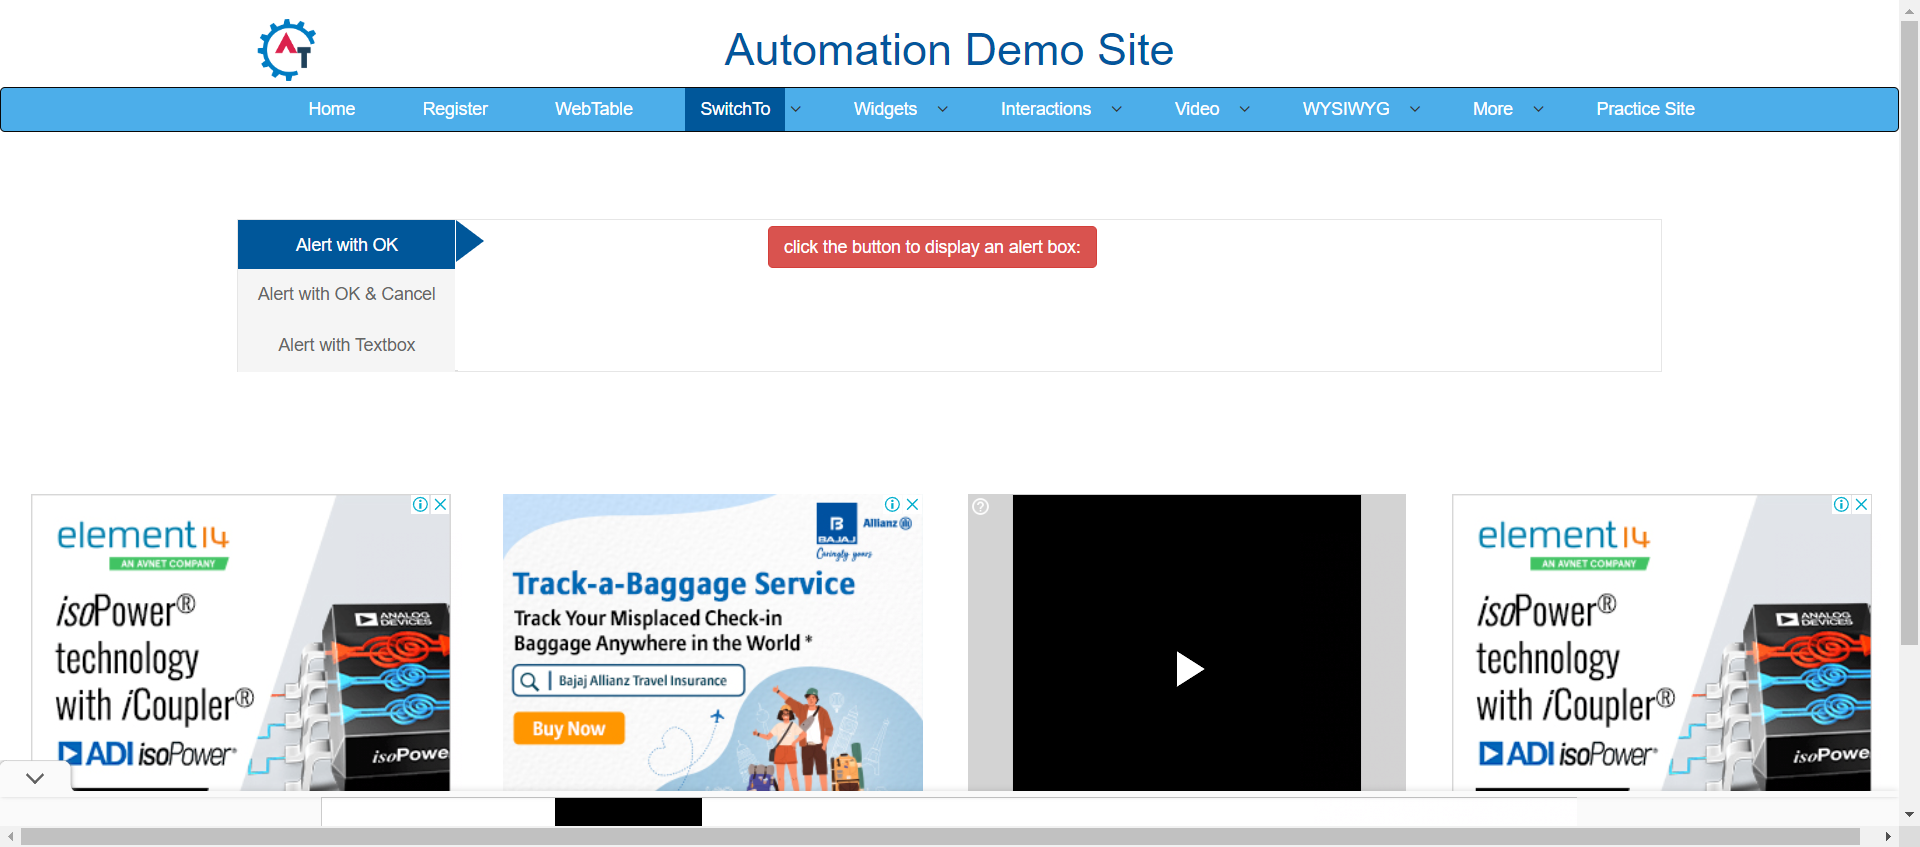 AT
Automation Demo Site
Home Register WebTable SwitchTo Widgets Interactions Video WYSIWYG More Practice Site
Alert with OK
click the button to display an alert box:
Alert with OK & Cancel
Alert with Textbox
element14
AN AVNET COMPANY
isoPower®
technology
with iCoupler®
ADI isoPower®
ANALOG
DEVICES
isoPowe
B
BAJAJ
Allianz
Caringly yours
Track-a-Baggage Service
Track Your Misplaced Check-in
Baggage Anywhere in the World *
Bajaj Allianz Travel Insurance
Buy Now
element14
AN AVNET COMPANY
isoPower®
technology
with iCoupler®
ADI isoPower®
ANALOG
DEVICES
isoPowe